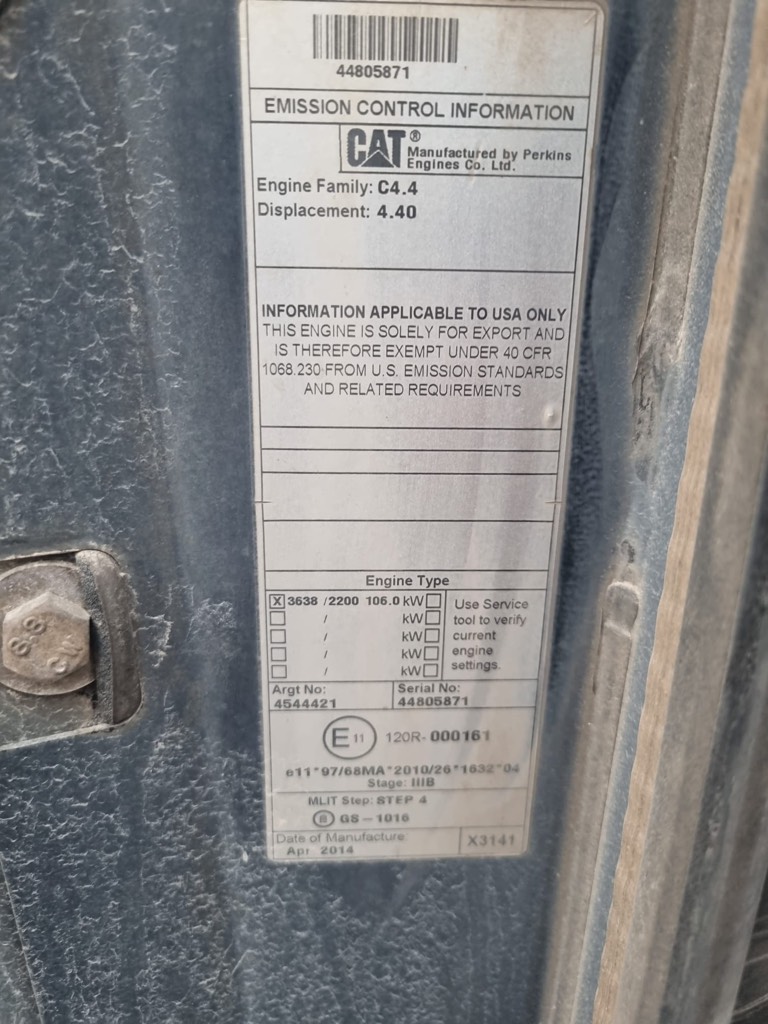 44805871
EMISSION CONTROL INFORMATION
CAT® Manufactured by Perkins
Engines Co. Ltd.
Engine Family: C4.4
Displacement: 4.40
INFORMATION APPLICABLE TO USA ONLY
THIS ENGINE IS SOLELY FOR EXPORT AND
IS THEREFORE EXEMPT UNDER 40 CFR
1068.230 FROM U.S. EMISSION STANDARDS
AND RELATED REQUIREMENTS
Engine Type
X 3638 /2200 106.0 kW Use Service
/ kW tool to verify
/ kW current
/ kW engine
/ kW settings.
Argt No: Serial No:
4544421 44805871
E 11 120R-000161
e11*97/68MA*2010/26*1632*04
Stage: IIIB
MLIT Step: STEP 4
GS-1016
Date of Manufacture:
Apr 2014 X3141
8.8